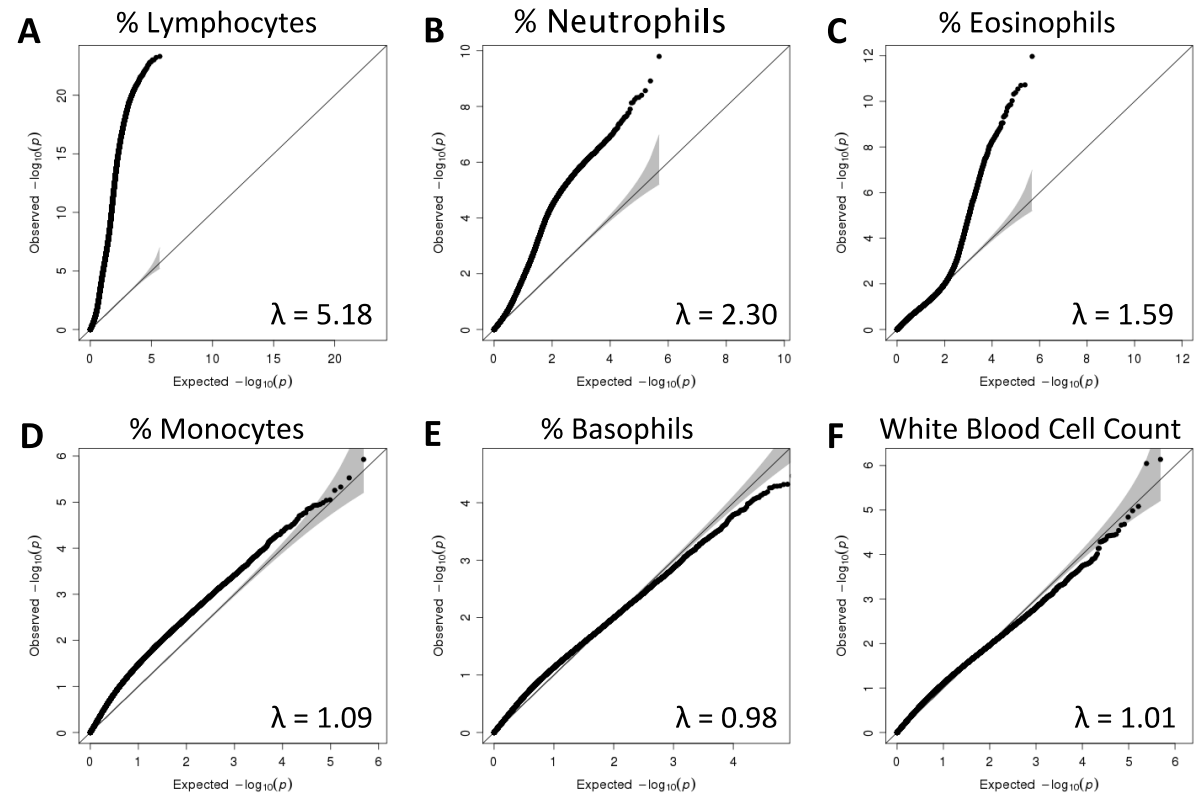 A
% Lymphocytes
Observed −log10(p)
0 5 10 15 20
λ = 5.18
0 5 10 15 20
Expected −log10(p)
B
% Neutrophils
Observed −log10(p)
0 2 4 6 8 10
λ = 2.30
0 2 4 6 8 10
Expected −log10(p)
C
% Eosinophils
Observed −log10(p)
0 2 4 6 8 10 12
λ = 1.59
0 2 4 6 8 10 12
Expected −log10(p)
D
% Monocytes
Observed −log10(p)
0 1 2 3 4 5 6
λ = 1.09
0 1 2 3 4 5 6
Expected −log10(p)
E
% Basophils
Observed −log10(p)
0 1 2 3 4
λ = 0.98
0 1 2 3 4
Expected −log10(p)
F
White Blood Cell Count
Observed −log10(p)
0 1 2 3 4 5 6
λ = 1.01
0 1 2 3 4 5 6
Expected −log10(p)